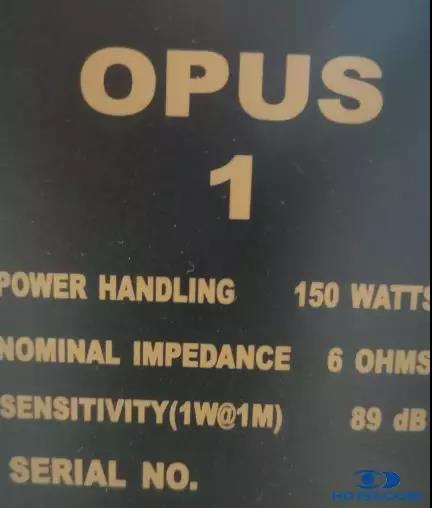 OPUS
1
POWER HANDLING 150 WATTS
NOMINAL IMPEDANCE 6 OHMS
SENSITIVITY(1W@1M) 89 dB
SERIAL NO.